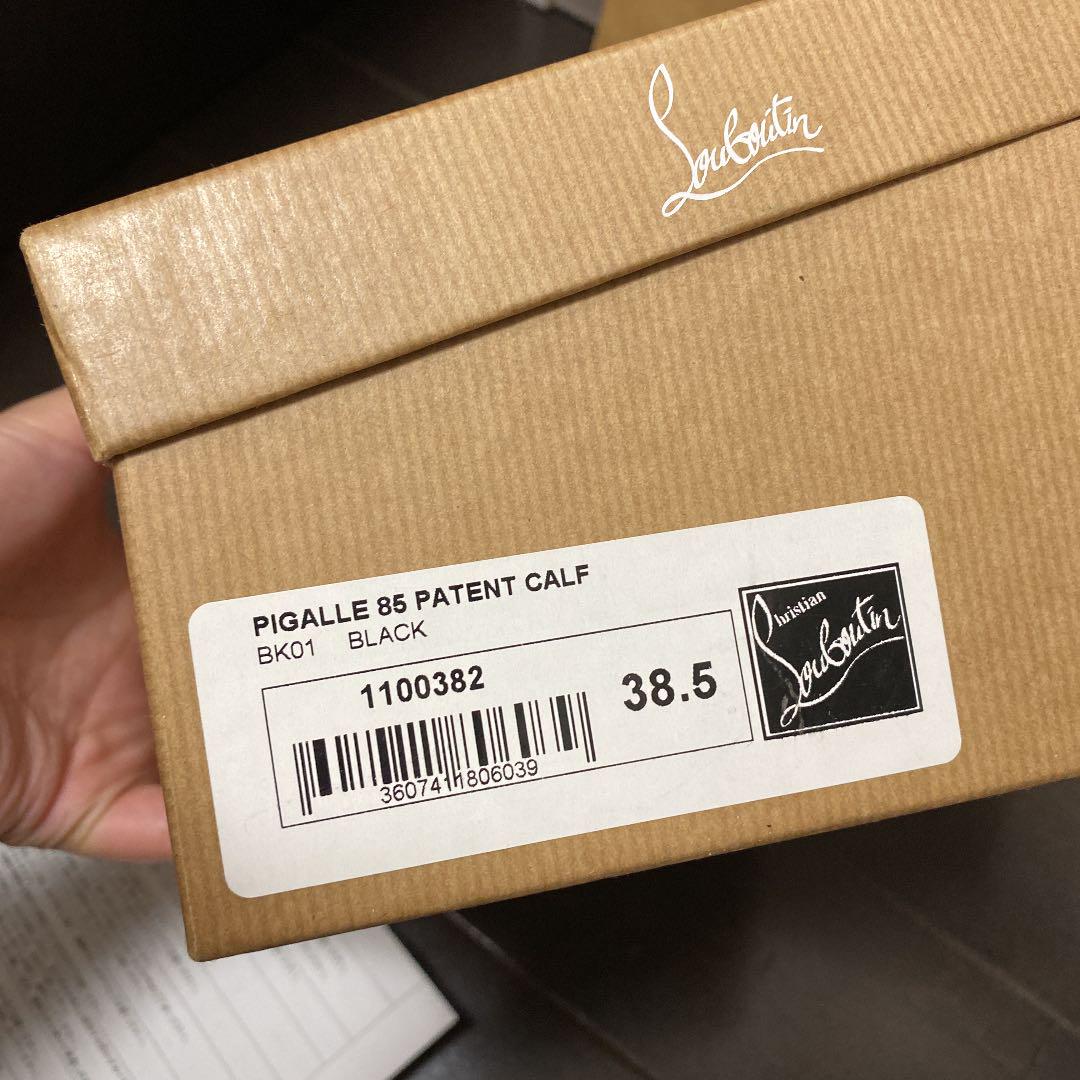 Louboutin
PIGALLE 85 PATENT CALF
BK01 BLACK
1100382
38.5
3607411806039
Christian
Louboutin